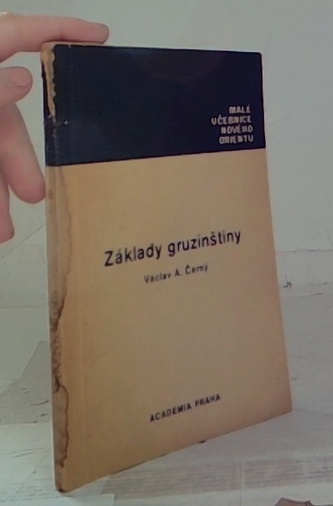 MALÉ
UČEBNICE
NOVÉHO
ORIENTU
Základy gruzinštiny
Václav A. Černý
ACADEMIA PRAHA